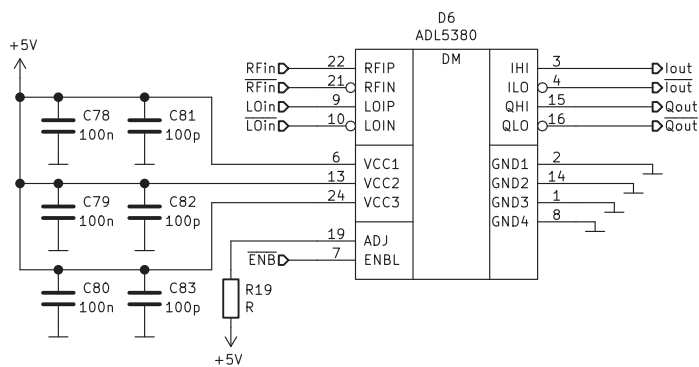 D6
ADL5380
+5V
RFin 22 RFIP DM IHI 3 Iout
RFin 21 RFIN ILO 4 Iout
LOin 9 LOIP QHI 15 Qout
LOin 10 LOIN QLO 16 Qout
C78 100n
C81 100p
6 VCC1 GND1 2
13 VCC2 GND2 14
24 VCC3 GND3 1
GND4 8
C79 100n
C82 100p
19 ADJ
ENB 7 ENBL
C80 100n
C83 100p
R19
R
+5V